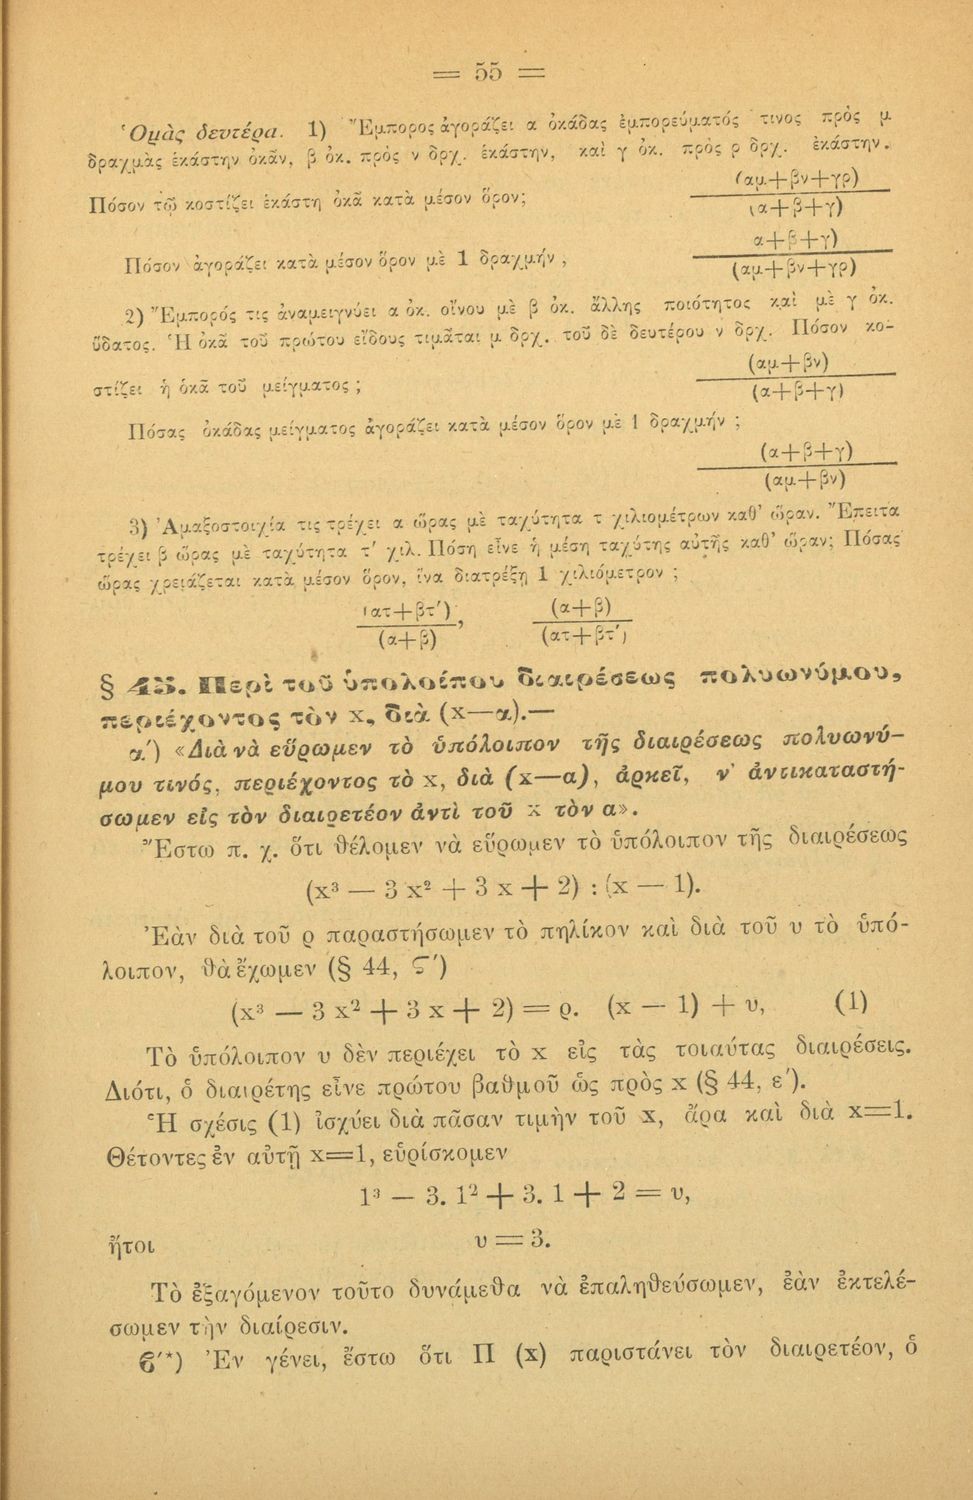 = 55 =
Ὁμὰς δευτέρα. 1) Ἔμπορος ἀγοράζει α ὀκάδας ἐμπορεύματός τινος πρὸς μ
δραχμὰς ἑκάστην ὀκᾶν, β ὀκ. πρὸς ν δρχ. ἑκάστην, καὶ γ ὀκ. πρὸς ρ δρχ. ἑκάστην.
Πόσον τῷ κοστίζει ἑκάστη ὀκᾶ κατὰ μέσον ὅρον;
(αμ+βν+γρ)
(α+β+γ)
Πόσον ἀγοράζει κατὰ μέσον ὅρον μὲ 1 δραχμήν ;
α+β+γ)
(αμ+βν+γρ)
2) Ἔμπορός τις ἀναμειγνύει α ὀκ. οἴνου μὲ β ὀκ. ἄλλης ποιότητος καὶ μὲ γ ὀκ.
ὕδατος. Ἡ ὀκᾶ τοῦ πρώτου εἴδους τιμᾶται μ δρχ. τοῦ δὲ δευτέρου ν δρχ. Πόσον κο-
στίζει ἡ ὀκᾶ τοῦ μείγματος ;
(αμ+βν)
(α+β+γ)
Πόσας ὀκάδας μείγματος ἀγοράζει κατὰ μέσον ὅρον μὲ 1 δραχμήν ;
(α+β+γ)
(αμ+βν)
3) Ἁμαξοστοιχία τις τρέχει α ὥρας μὲ ταχύτητα τ χιλιομέτρων καθ’ ὥραν. Ἔπειτα
τρέχει β ὥρας μὲ ταχύτητα τ′ χιλ. Πόση εἶνε ἡ μέση ταχύτης αὐτῆς καθ’ ὥραν; Πόσας
ὥρας χρειάζεται κατὰ μέσον ὅρον, ἵνα διατρέξῃ 1 χιλιόμετρον ;
(ατ+βτ′), (α+β)
(α+β) (ατ+βτ′)
§ 45. Περὶ τοῦ ὑπολοίπου διαιρέσεως πολυωνύμου,
περιέχοντος τὸν x, διὰ (x—α).—
α′) «Διὰ νὰ εὕρωμεν τὸ ὑπόλοιπον τῆς διαιρέσεως πολυωνύ-
μου τινός, περιέχοντος τὸ x, διὰ (x—α), ἀρκεῖ, ν’ ἀντικαταστή-
σωμεν εἰς τὸν διαιρετέον ἀντὶ τοῦ x τὸν α».
Ἔστω π. χ. ὅτι θέλομεν νὰ εὕρωμεν τὸ ὑπόλοιπον τῆς διαιρέσεως
(x³ — 3 x² + 3 x + 2) : (x — 1).
Ἐὰν διὰ τοῦ ρ παραστήσωμεν τὸ πηλίκον καὶ διὰ τοῦ υ τὸ ὑπό-
λοιπον, θὰ ἔχωμεν (§ 44, Ϛ′)
(x³ — 3 x² + 3 x + 2) = ρ. (x — 1) + υ, (1)
Τὸ ὑπόλοιπον υ δὲν περιέχει τὸ x εἰς τὰς τοιαύτας διαιρέσεις.
Διότι, ὁ διαιρέτης εἶνε πρώτου βαθμοῦ ὡς πρὸς x (§ 44, ε′).
Ἡ σχέσις (1) ἰσχύει διὰ πᾶσαν τιμὴν τοῦ x, ἄρα καὶ διὰ x=1.
Θέτοντες ἐν αὐτῇ x=1, εὑρίσκομεν
1³ — 3. 1² + 3. 1 + 2 = υ,
ἤτοι υ = 3.
Τὸ ἐξαγόμενον τοῦτο δυνάμεθα νὰ ἐπαληθεύσωμεν, ἐὰν ἐκτελέ-
σωμεν τὴν διαίρεσιν.
ϐ′*) Ἐν γένει, ἔστω ὅτι Π (x) παριστάνει τὸν διαιρετέον, ὁ